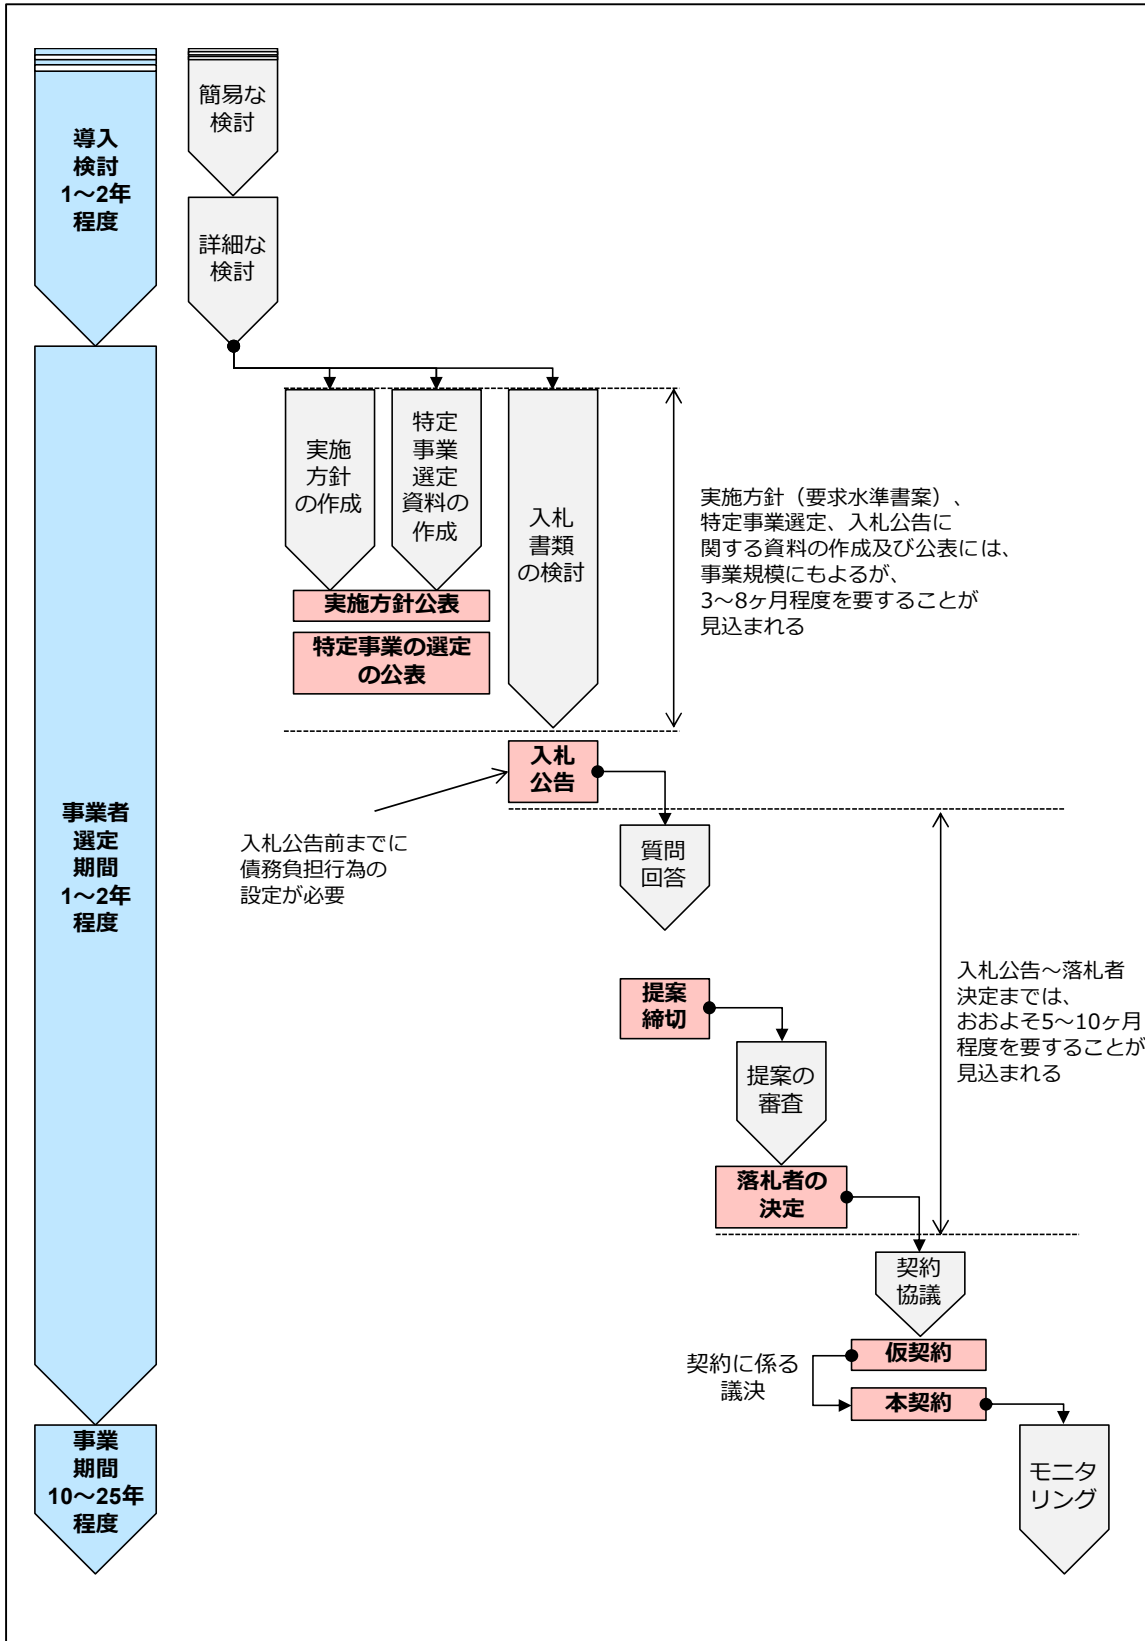 導入
検討
1～2年
程度
簡易な
検討
詳細な
検討
事業者
選定
期間
1～2年
程度
実施
方針
の作成
特定
事業
選定
資料の
作成
入札
書類
の検討
実施方針（要求水準書案）、
特定事業選定、入札公告に
関する資料の作成及び公表には、
事業規模にもよるが、
3～8ヶ月程度を要することが
見込まれる
実施方針公表
特定事業の選定
の公表
入札
公告
入札公告前までに
債務負担行為の
設定が必要
質問
回答
提案
締切
入札公告～落札者
決定までは、
おおよそ5～10ヶ月
程度を要することが
見込まれる
提案の
審査
落札者の
決定
契約
協議
仮契約
契約に係る
議決
本契約
事業
期間
10～25年
程度
モニタ
リング